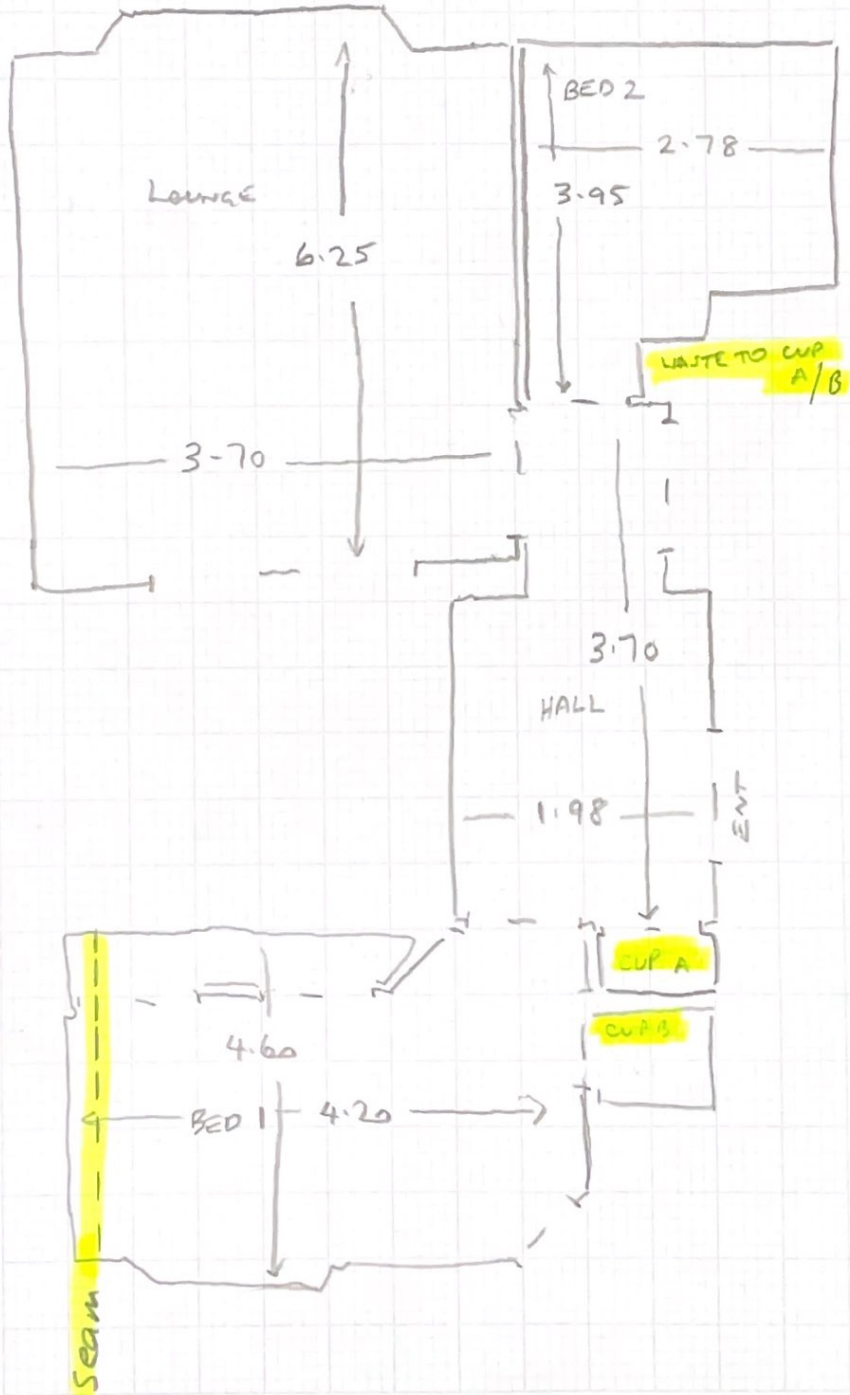 BED 2
2.78
LOUNGE
3.95
6.25
WASTE TO CUP
A/B
3-70
3.70
HALL
1.98
ENT
CUP A
CUP B
4.60
BED 1
4.20
Seam